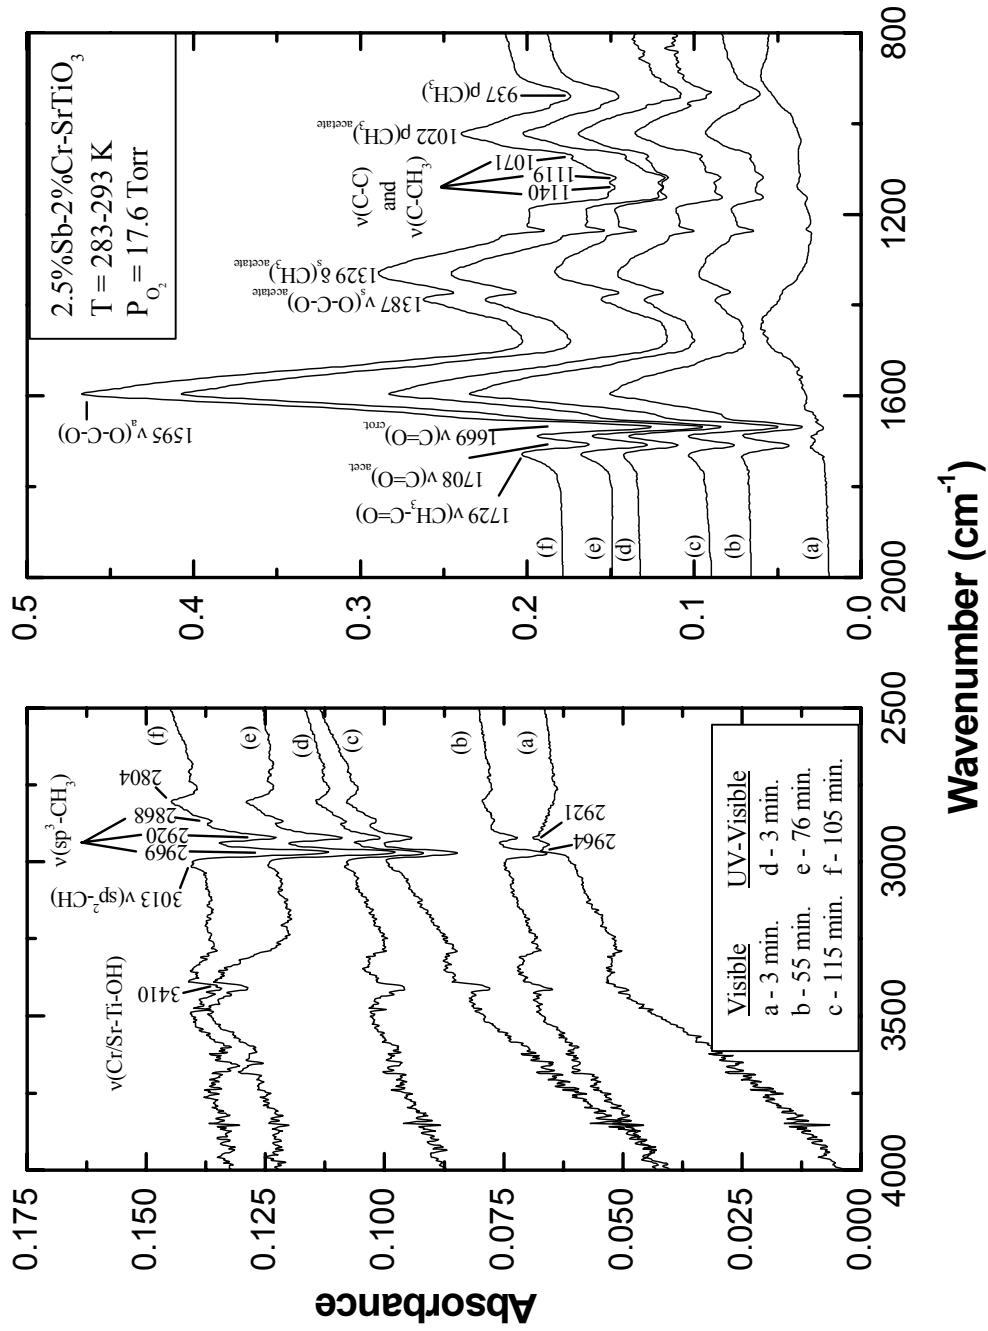 Absorbance
Wavenumber (cm⁻¹)
0.175
0.150
0.125
0.100
0.075
0.050
0.025
0.000
4000
3500
3000
2500
ν(Cr/Sr-Ti-OH)
3410
3013 ν(sp²-CH)
ν(sp³-CH₃)
2969
2920
2868
2804
(f)
(e)
(d)
(c)
(b)
(a)
2964
2921
Visible UV-Visible
a - 3 min. d - 3 min.
b - 55 min. e - 76 min.
c - 115 min. f - 105 min.
0.5
0.4
0.3
0.2
0.1
0.0
2000
1600
1200
800
2.5%Sb-2%Cr-SrTiO₃
T = 283-293 K
P_O₂ = 17.6 Torr
1729 ν(CH₃-C=O)
1708 ν(C=O)acet.
1669 ν(C=O)crot.
1595 νa(O-C-O)
1387 νs(O-C-O)acetate
1329 δs(CH₃)acetate
ν(C-C)
and
ν(C-CH₃)
1140
1119
1071
1022 ρ(CH₃)acetate
937 ρ(CH₃)
(f)
(e)
(d)
(c)
(b)
(a)